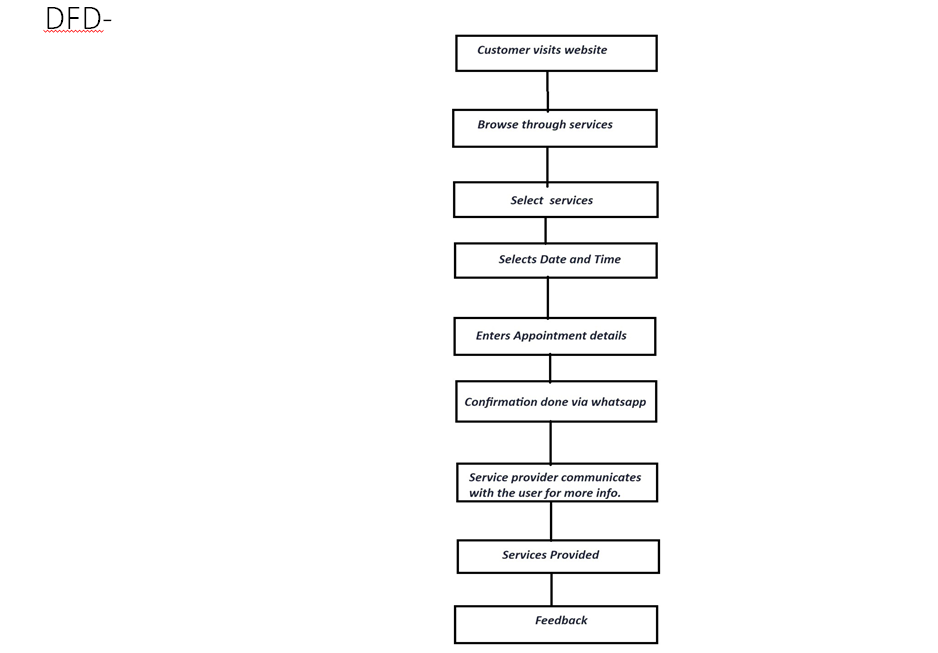 DFD-
Customer visits website
Browse through services
Select services
Selects Date and Time
Enters Appointment details
Confirmation done via whatsapp
Service provider communicates
with the user for more info.
Services Provided
Feedback